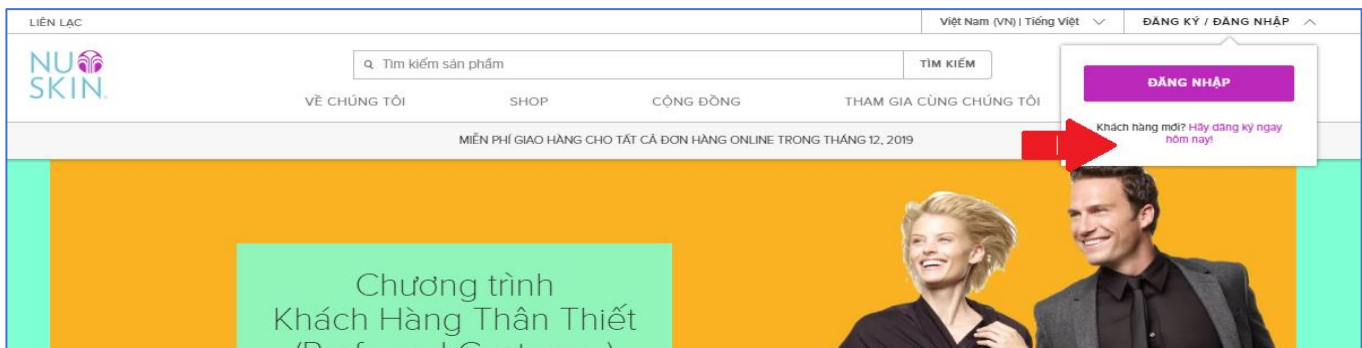 LIÊN LẠC
Việt Nam (VN) | Tiếng Việt
ĐĂNG KÝ / ĐĂNG NHẬP
NU
SKIN
Tìm kiếm sản phẩm
TÌM KIẾM
ĐĂNG NHẬP
VỀ CHÚNG TÔI
SHOP
CỘNG ĐỒNG
THAM GIA CÙNG CHÚNG TÔI
Khách hàng mới? Hãy đăng ký ngay
hôm nay!
MIỄN PHÍ GIAO HÀNG CHO TẤT CẢ ĐƠN HÀNG ONLINE TRONG THÁNG 12, 2019
Chương trình
Khách Hàng Thân Thiết